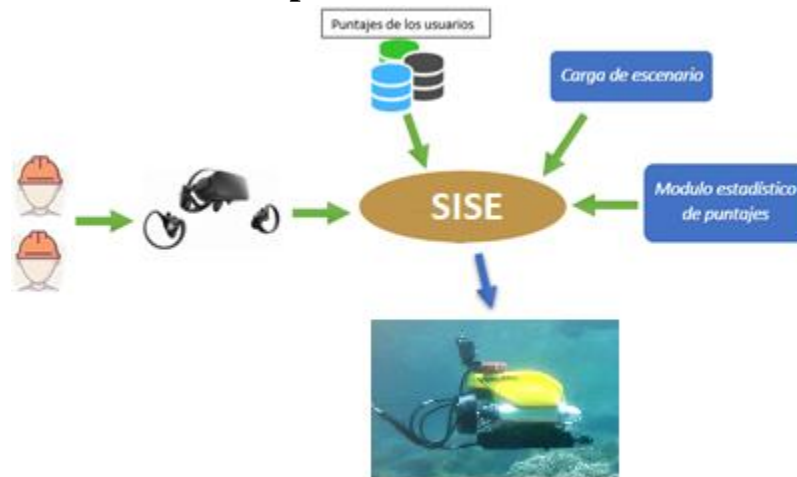 Puntajes de los usuarios
Carga de escenario
SISE
Modulo estadístico
de puntajes